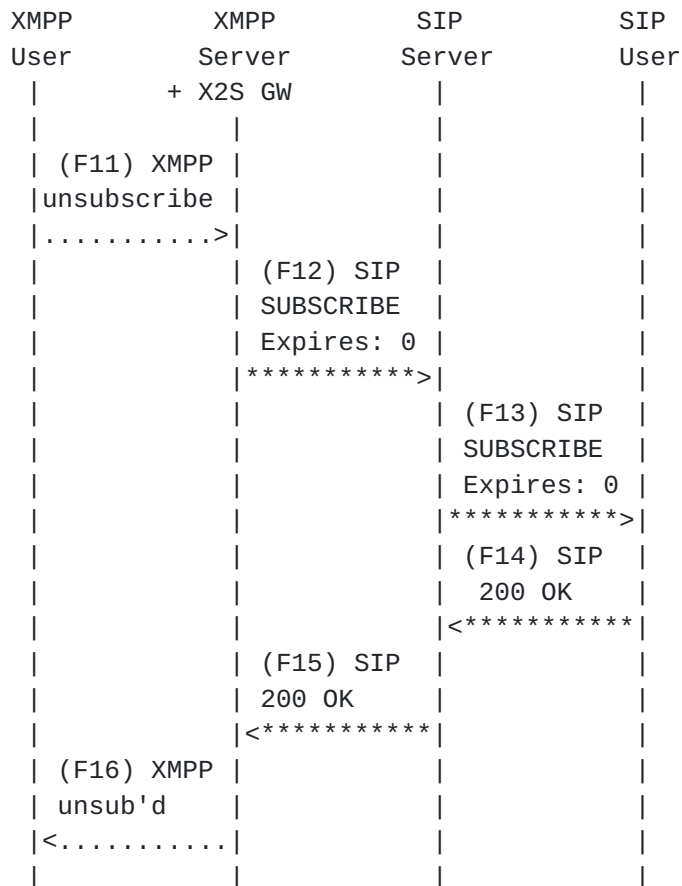 XMPP XMPP SIP SIP
User Server Server User
| + X2S GW | |
| | | |
| (F11) XMPP | | |
|unsubscribe | | |
|...........>| | |
| | (F12) SIP | |
| | SUBSCRIBE | |
| | Expires: 0 | |
| |***********>| |
| | | (F13) SIP |
| | | SUBSCRIBE |
| | | Expires: 0 |
| | |***********>|
| | | (F14) SIP |
| | | 200 OK |
| | |<***********|
| | (F15) SIP | |
| | 200 OK | |
| |<***********| |
| (F16) XMPP | | |
| unsub'd | | |
|<...........| | |
| | | |